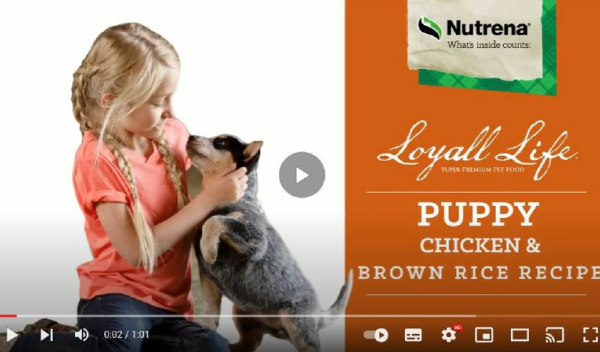 Nutrena
What's inside counts.
Loyall Life
SUPER PREMIUM PET FOOD
PUPPY
CHICKEN &
BROWN RICE RECIPE
0:02 / 1:01
HD